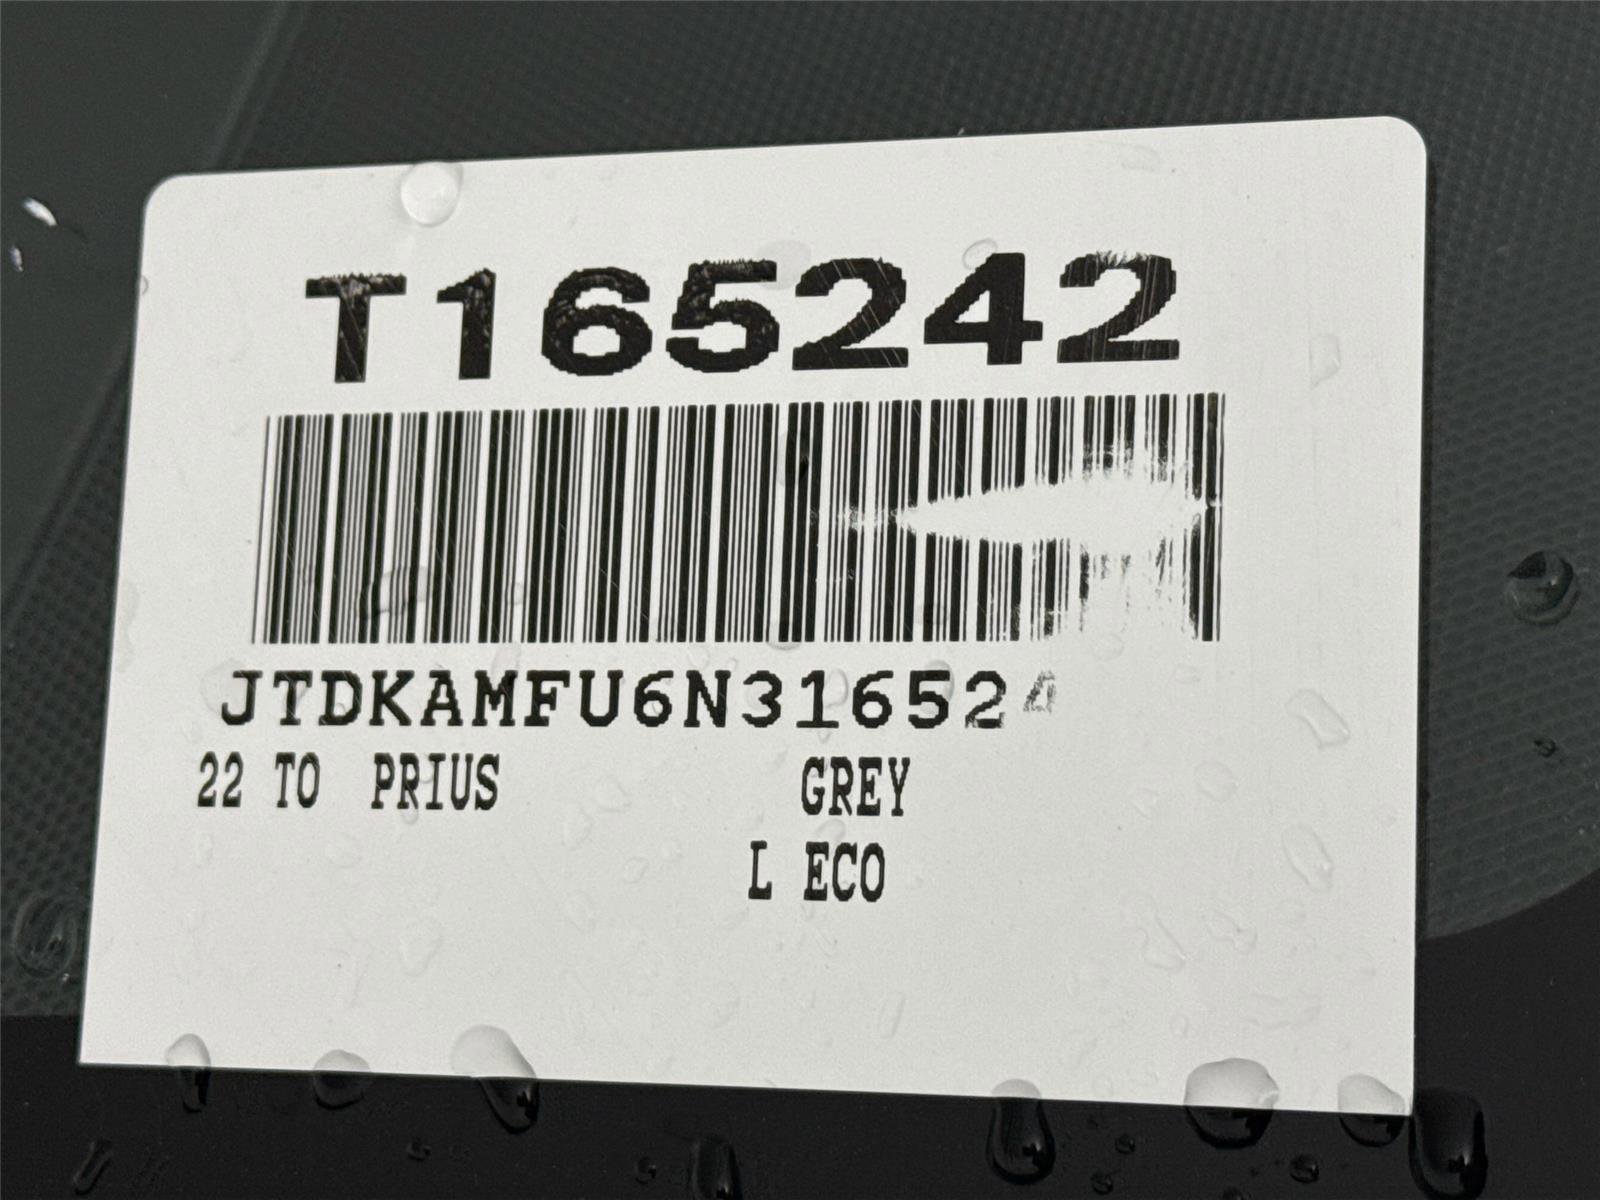 T165242
JTDKAMFU6N316524
22 TO PRIUS GREY
L ECO